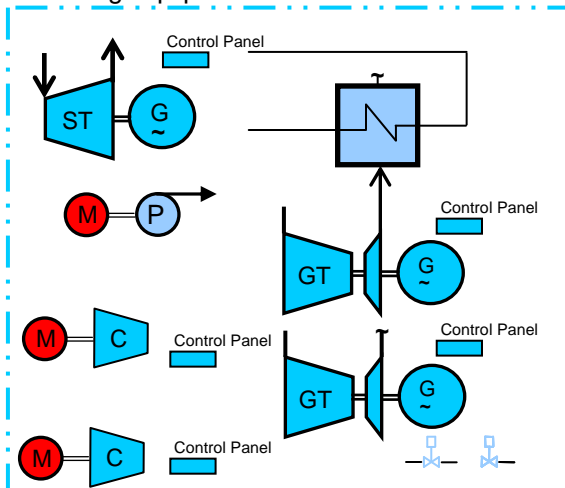 Control Panel
ST
G
~
~
M
P
Control Panel
GT
G
~
Control Panel
M
C
Control Panel
~
GT
G
~
Control Panel
M
C